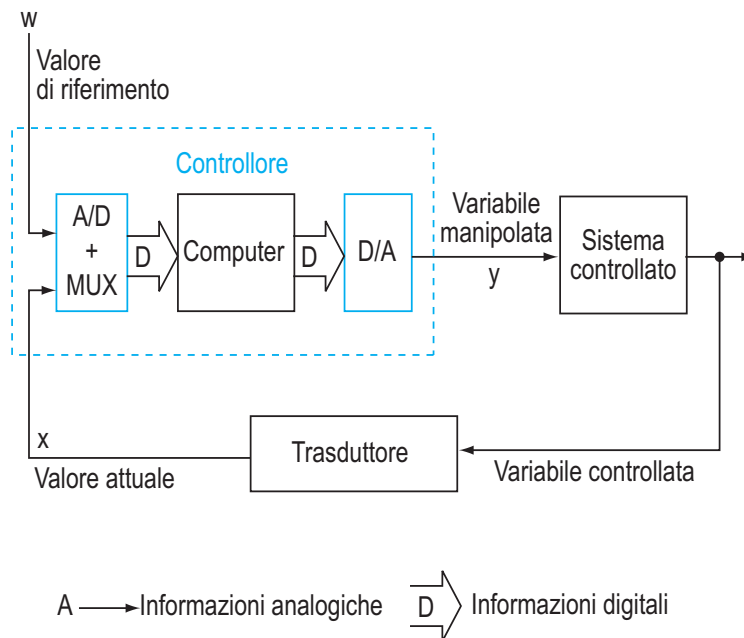 w
Valore
di riferimento
Controllore
A/D
+
MUX
D
Computer
D
D/A
Variabile
manipolata
y
Sistema
controllato
x
Valore attuale
Trasduttore
Variabile controllata
A Informazioni analogiche
D Informazioni digitali